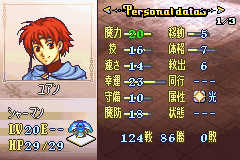 Personal data
1/3
ユアン
シャーマン
LV20E--
HP29/29
魔力 20 移動 5
技 16 体格 7
速さ 14 救出 6
幸運 23 同行 ---
守備 10 属性 光
魔防 18 状態 ---
124戦 86勝 0敗